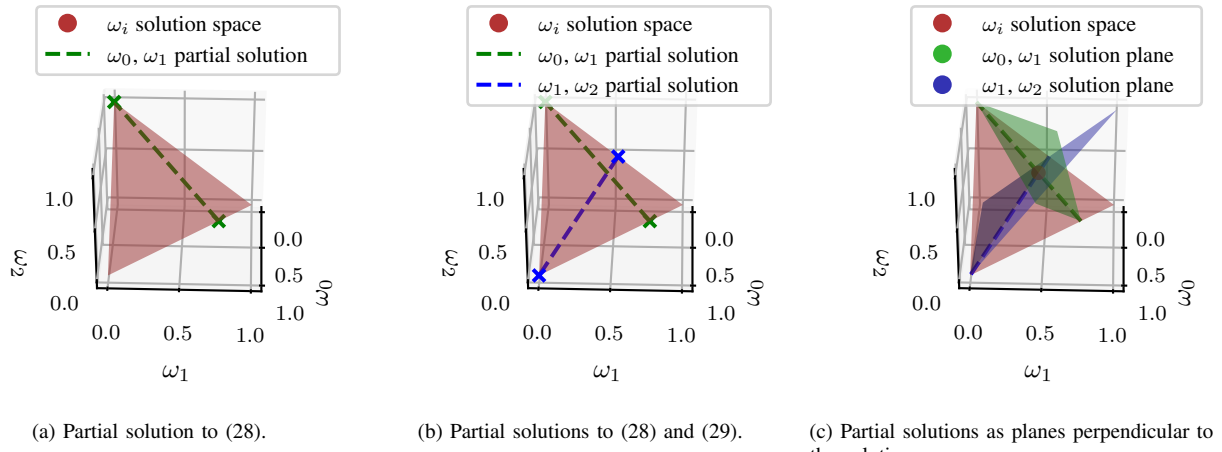 ω_i solution space
ω_0, ω_1 partial solution
1.0
0.5
0.0
ω_2
0.0
0.5
1.0
ω_0
0.0
0.5
1.0
ω_1
(a) Partial solution to (28).
ω_i solution space
ω_0, ω_1 partial solution
ω_1, ω_2 partial solution
1.0
0.5
0.0
ω_2
0.0
0.5
1.0
ω_0
0.0
0.5
1.0
ω_1
(b) Partial solutions to (28) and (29).
ω_i solution space
ω_0, ω_1 solution plane
ω_1, ω_2 solution plane
1.0
0.5
0.0
ω_2
0.0
0.5
1.0
ω_0
0.0
0.5
1.0
ω_1
(c) Partial solutions as planes perpendicular to